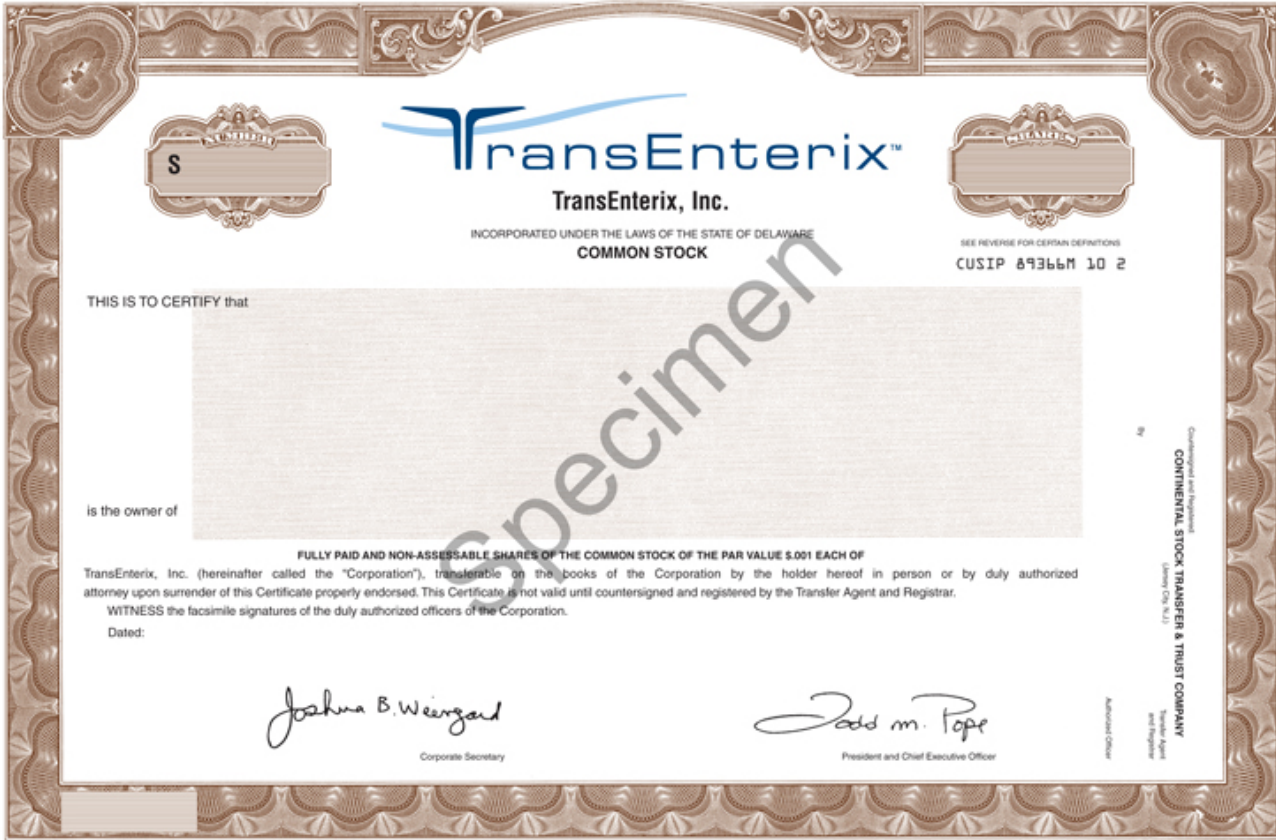 NUMBER
S
TransEnterix™
SHARES
TransEnterix, Inc.
INCORPORATED UNDER THE LAWS OF THE STATE OF DELAWARE
COMMON STOCK
SEE REVERSE FOR CERTAIN DEFINITIONS
CUSIP 89366M 10 2
THIS IS TO CERTIFY that
Specimen
is the owner of
FULLY PAID AND NON-ASSESSABLE SHARES OF THE COMMON STOCK OF THE PAR VALUE $.001 EACH OF
TransEnterix, Inc. (hereinafter called the “Corporation”), transferable on the books of the Corporation by the holder hereof in person or by duly authorized
attorney upon surrender of this Certificate properly endorsed. This Certificate is not valid until countersigned and registered by the Transfer Agent and Registrar.
WITNESS the facsimile signatures of the duly authorized officers of the Corporation.
Dated:
Joshua B. Weingard
Corporate Secretary
Todd M. Pope
President and Chief Executive Officer
Countersigned and Registered:
CONTINENTAL STOCK TRANSFER & TRUST COMPANY
(Jersey City, N.J.)
Transfer Agent
and Registrar
By
Authorized Officer